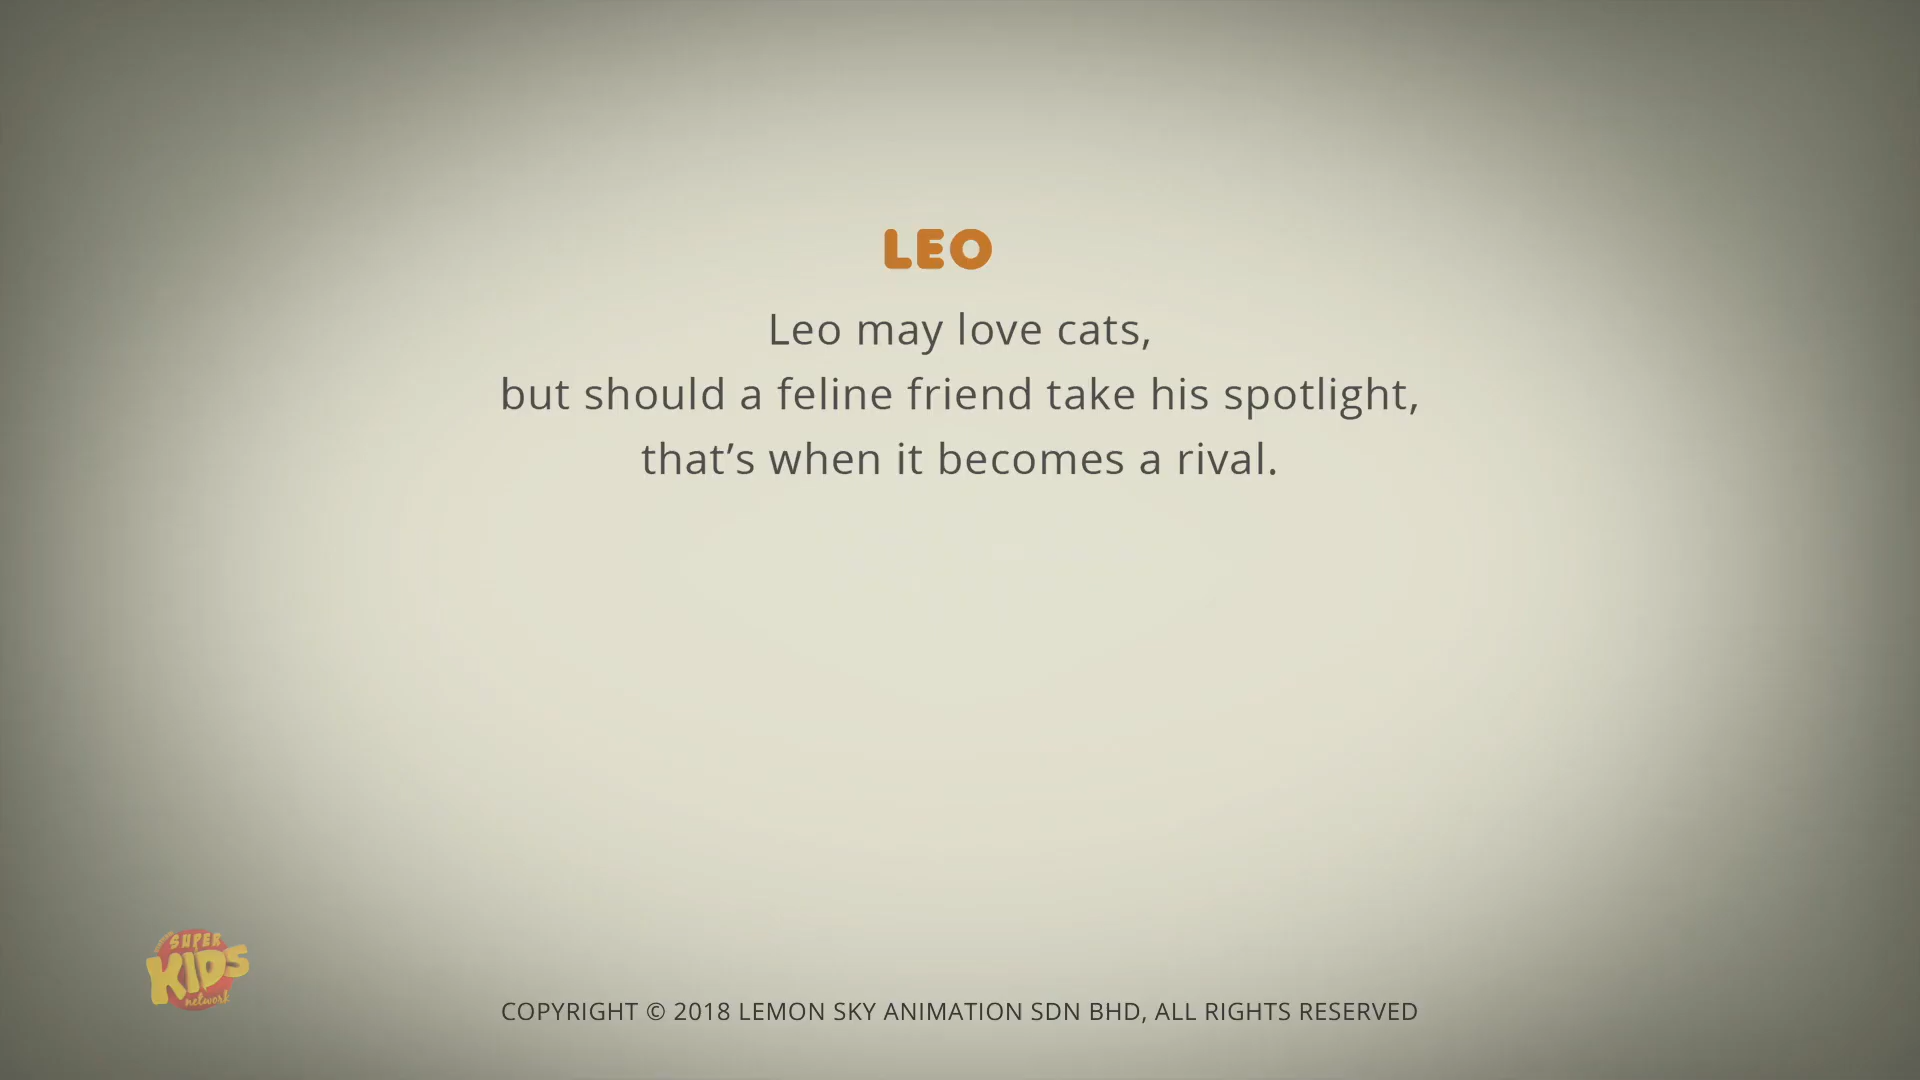 LEO
Leo may love cats,
but should a feline friend take his spotlight,
that’s when it becomes a rival.
SUPER
KIDS
network
COPYRIGHT © 2018 LEMON SKY ANIMATION SDN BHD, ALL RIGHTS RESERVED